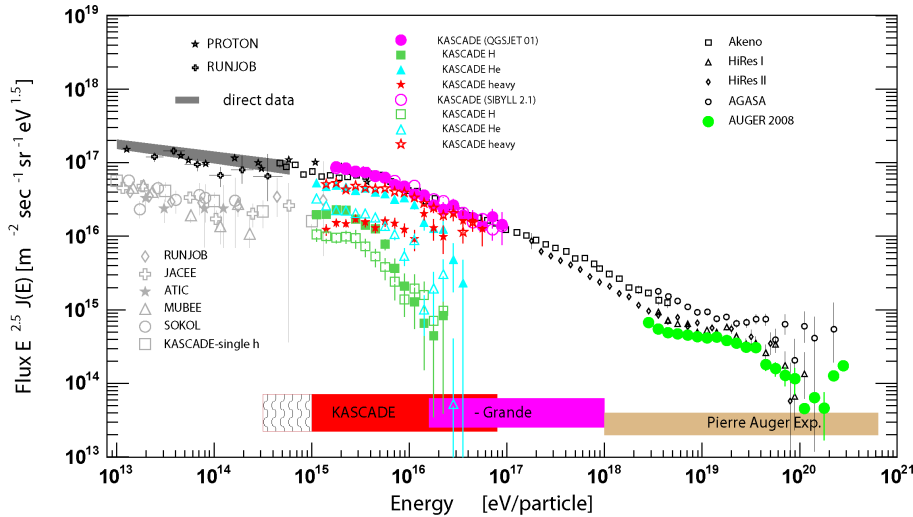 10^19
10^18
10^17
10^16
10^15
10^14
10^13
Flux E^2.5 J(E) [m^-2 sec^-1 sr^-1 eV^1.5]
PROTON
RUNJOB
direct data
KASCADE (QGSJET 01)
KASCADE H
KASCADE He
KASCADE heavy
KASCADE (SIBYLL 2.1)
KASCADE H
KASCADE He
KASCADE heavy
Akeno
HiRes I
HiRes II
AGASA
AUGER 2008
RUNJOB
JACEE
ATIC
MUBEE
SOKOL
KASCADE-single h
KASCADE
- Grande
Pierre Auger Exp.
10^13 10^14 10^15 10^16 10^17 10^18 10^19 10^20 10^21
Energy [eV/particle]